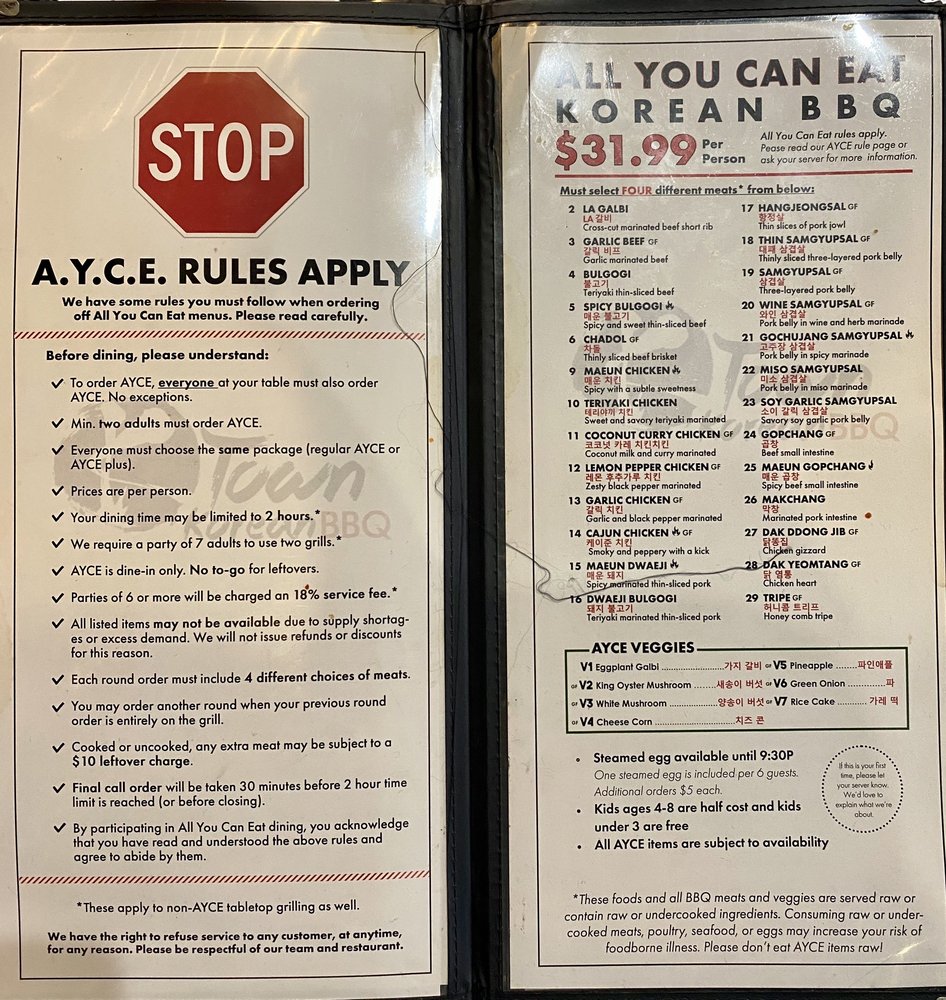 STOP
A.Y.C.E. RULES APPLY
We have some rules you must follow when ordering
off All You Can Eat menus. Please read carefully.
Before dining, please understand:
✓ To order AYCE, everyone at your table must also order
AYCE. No exceptions.
✓ Min. two adults must order AYCE.
✓ Everyone must choose the same package (regular AYCE or
AYCE plus).
✓ Prices are per person.
✓ Your dining time may be limited to 2 hours.*
✓ We require a party of 7 adults to use two grills.*
✓ AYCE is dine-in only. No to-go for leftovers.
✓ Parties of 6 or more will be charged an 18% service fee.*
✓ All listed items may not be available due to supply shortag-
es or excess demand. We will not issue refunds or discounts
for this reason.
✓ Each round order must include 4 different choices of meats.
✓ You may order another round when your previous round
order is entirely on the grill.
✓ Cooked or uncooked, any extra meat may be subject to a
$10 leftover charge.
✓ Final call order will be taken 30 minutes before 2 hour time
limit is reached (or before closing).
✓ By participating in All You Can Eat dining, you acknowledge
that you have read and understood the above rules and
agree to abide by them.
*These apply to non-AYCE tabletop grilling as well.
We have the right to refuse service to any customer, at anytime,
for any reason. Please be respectful of our team and restaurant.
Town
Korean BBQ
ALL YOU CAN EAT
KOREAN BBQ
$31.99 Per
Person
All You Can Eat rules apply.
Please read our AYCE rule page or
ask your server for more information.
Must select FOUR different meats* from below:
2 LA GALBI
LA 갈비
Cross-cut marinated beef short rib
3 GARLIC BEEF GF
갈릭 비프
Garlic marinated beef
4 BULGOGI
불고기
Teriyaki thin-sliced beef
5 SPICY BULGOGI
매운 불고기
Spicy and sweet thin-sliced beef
6 CHADOL GF
차돌
Thinly sliced beef brisket
9 MAEUN CHICKEN
매운 치킨
Spicy with a subtle sweetness
10 TERIYAKI CHICKEN
테리야끼 치킨
Sweet and savory teriyaki marinated
11 COCONUT CURRY CHICKEN GF
코코넛 카레 치킨치킨
Coconut milk and curry marinated
12 LEMON PEPPER CHICKEN GF
레몬 후추가루 치킨
Zesty black pepper marinated
13 GARLIC CHICKEN GF
갈릭 치킨
Garlic and black pepper marinated
14 CAJUN CHICKEN GF
케이준 치킨
Smoky and peppery with a kick
15 MAEUN DWAEJI
매운 돼지
Spicy marinated thin-sliced pork
16 DWAEJI BULGOGI
돼지 불고기
Teriyaki marinated thin-sliced pork
17 HANGJEONGSAL GF
항정살
Thin slices of pork jowl
18 THIN SAMGYUPSAL GF
대패 삼겹살
Thinly sliced three-layered pork belly
19 SAMGYUPSAL GF
삼겹살
Three-layered pork belly
20 WINE SAMGYUPSAL GF
와인 삼겹살
Pork belly in wine and herb marinade
21 GOCHUJANG SAMGYUPSAL
고추장 삼겹살
Pork belly in spicy marinade
22 MISO SAMGYUPSAL
미소 삼겹살
Pork belly in miso marinade
23 SOY GARLIC SAMGYUPSAL
소이 갈릭 삼겹살
Savory soy garlic pork belly
24 GOPCHANG GF
곱창
Beef small intestine
25 MAEUN GOPCHANG
매운 곱창
Spicy beef small intestine
26 MAKCHANG
막창
Marinated pork intestine
27 DAK DDONG JIB GF
닭똥집
Chicken gizzard
28 DAK YEOMTANG GF
닭 염통
Chicken heart
29 TRIPE GF
허니콤 트리프
Honey comb tripe
Town
Korean BBQ
AYCE VEGGIES
V1 Eggplant Galbi ..................가지 갈비 GF V5 Pineapple ........파인애플
GF V2 King Oyster Mushroom ........새송이 버섯 GF V6 Green Onion ..............파
GF V3 White Mushroom ..............양송이 버섯 GF V7 Rice Cake .......... 가레 떡
GF V4 Cheese Corn ..............................치즈 콘
• Steamed egg available until 9:30P
One steamed egg is included per 6 guests.
Additional orders $5 each.
• Kids ages 4-8 are half cost and kids
under 3 are free
• All AYCE items are subject to availability
If this is your first
time, please let
your server know.
We'd love to
explain what we're
about.
*These foods and all BBQ meats and veggies are served raw or
contain raw or undercooked ingredients. Consuming raw or under-
cooked meats, poultry, seafood, or eggs may increase your risk of
foodborne illness. Please don't eat AYCE items raw!